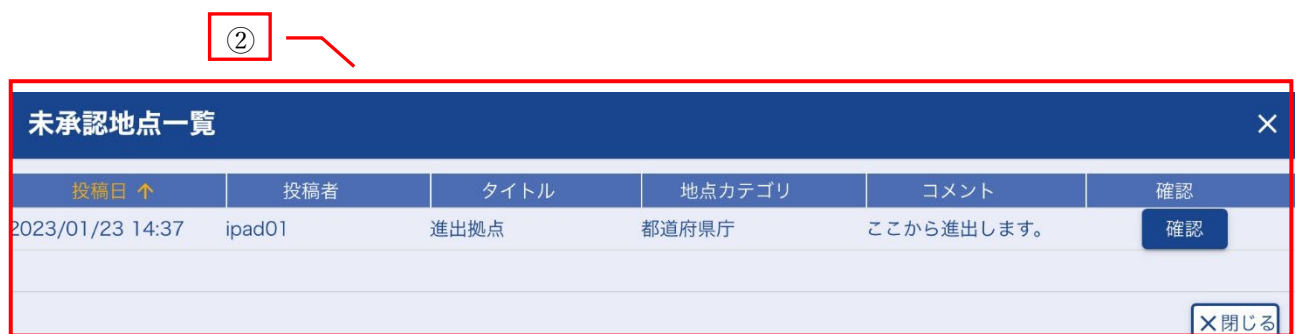 ②
未承認地点一覧 ×
投稿日 ↑ 投稿者 タイトル 地点カテゴリ コメント 確認
2023/01/23 14:37 ipad01 進出拠点 都道府県庁 ここから進出します。 確認
×閉じる